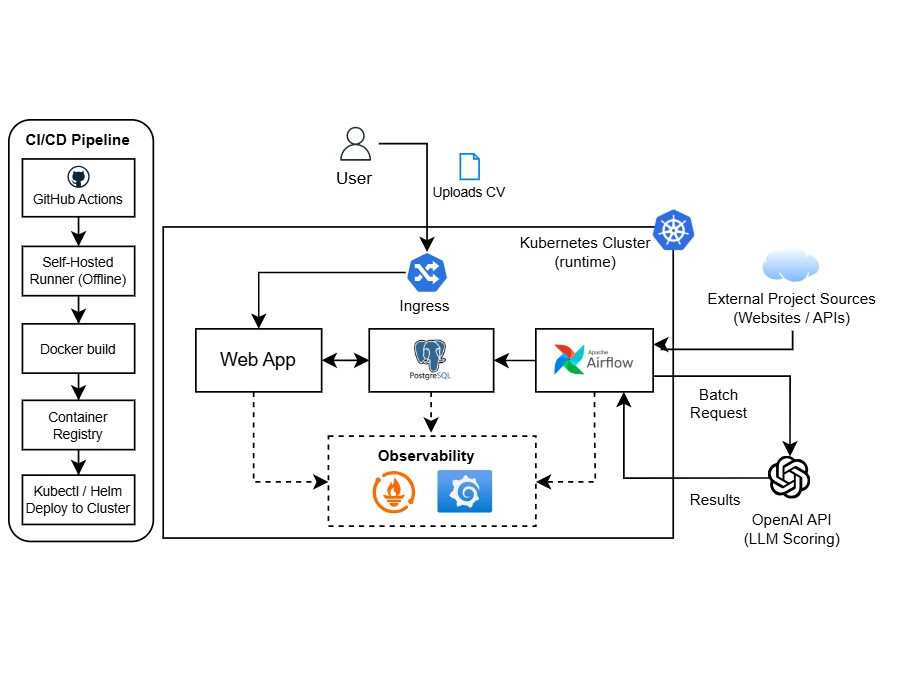 CI/CD Pipeline
GitHub Actions
Self-Hosted
Runner (Offline)
Docker build
Container
Registry
Kubectl / Helm
Deploy to Cluster
User
Uploads CV
Kubernetes Cluster
(runtime)
Ingress
Web App
PostgreSQL
Apache
Airflow
Observability
External Project Sources
(Websites / APIs)
Batch
Request
Results
OpenAI API
(LLM Scoring)